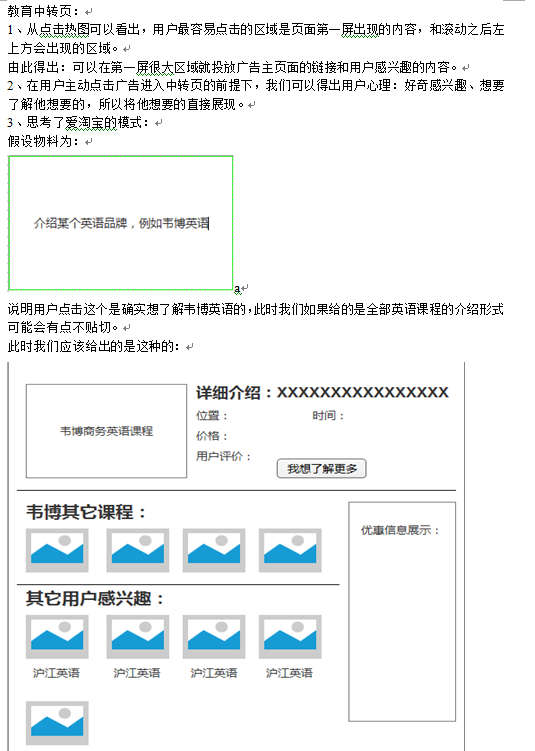 教育中转页：
1、从点击热图可以看出，用户最容易点击的区域是页面第一屏出现的内容，和滚动之后左
上方会出现的区域。
由此得出：可以在第一屏很大区域就投放广告主页面的链接和用户感兴趣的内容。
2、在用户主动点击广告进入中转页的前提下，我们可以得出用户心理：好奇感兴趣、想要
了解他想要的，所以将他想要的直接展现。
3、思考了爱淘宝的模式：
假设物料为：
介绍某个英语品牌，例如韦博英语
a
说明用户点击这个是确实想了解韦博英语的，此时我们如果给的是全部英语课程的介绍形式
可能会有点不贴切。
此时我们应该给出的是这种的：
韦博商务英语课程
详细介绍：XXXXXXXXXXXXXXXX
位置： 时间：
价格：
用户评价：
我想了解更多
韦博其它课程：
优惠信息展示：
其它用户感兴趣：
沪江英语 沪江英语 沪江英语 沪江英语